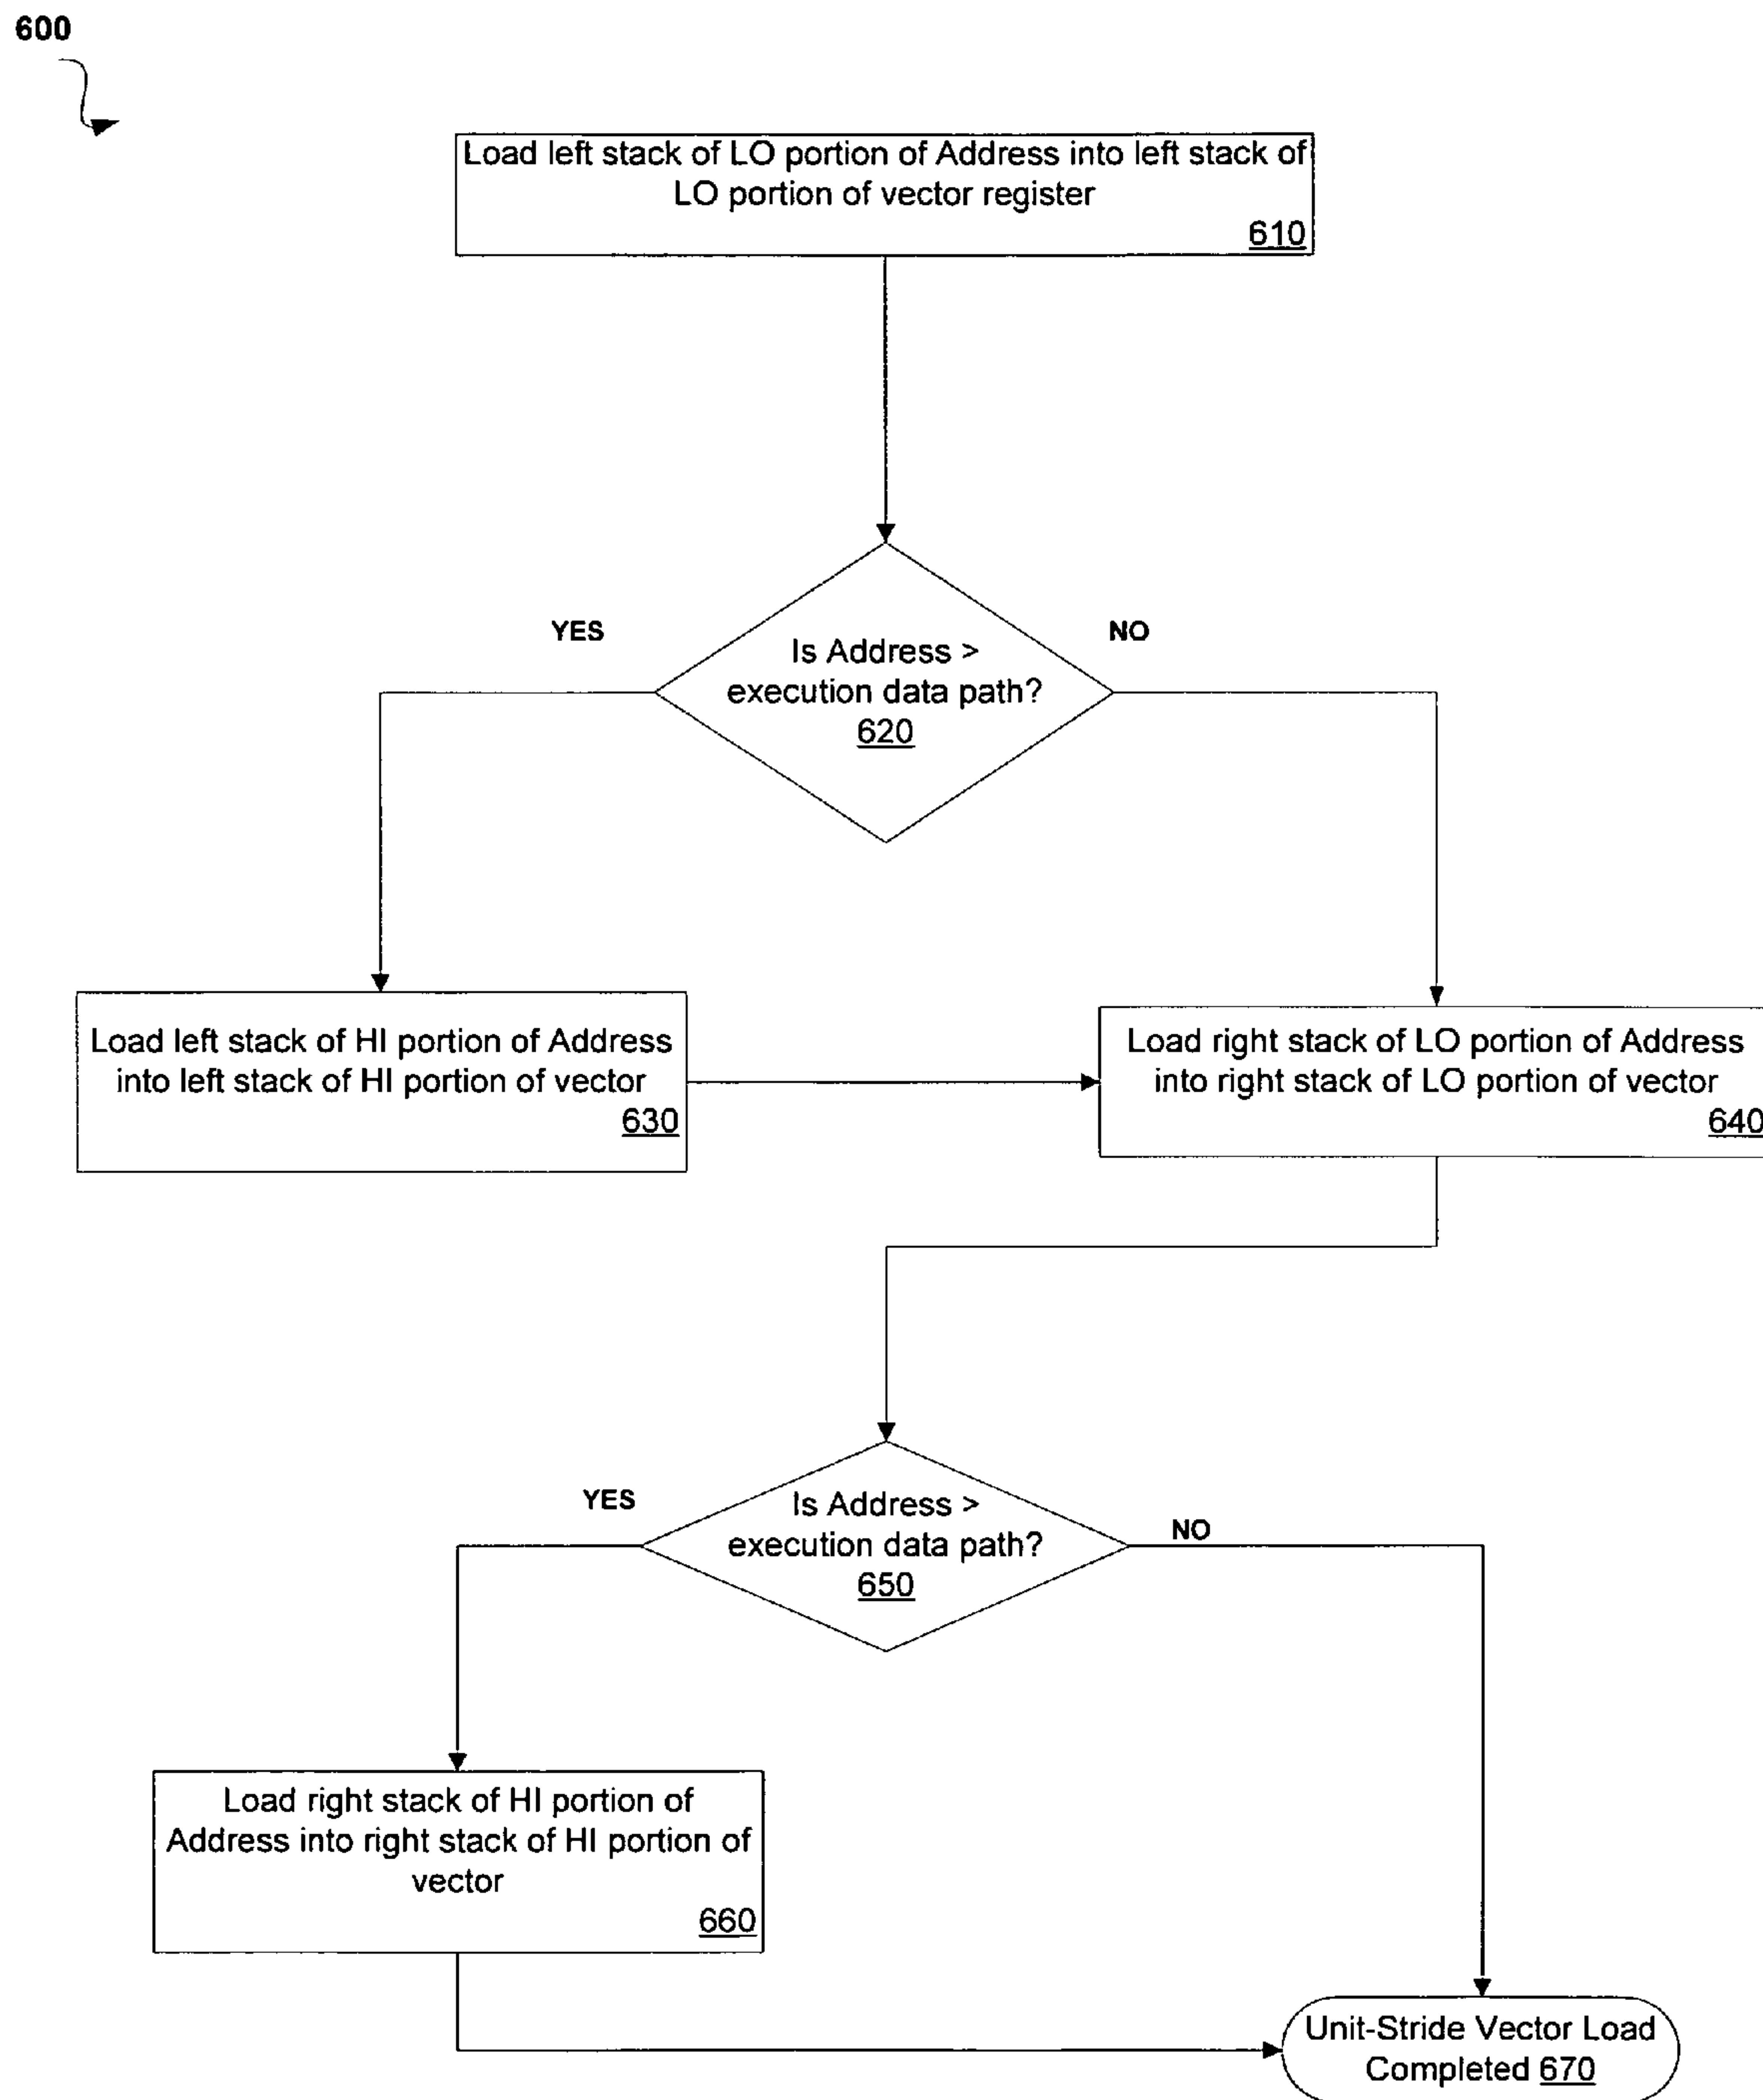 600
Load left stack of LO portion of Address into left stack of
LO portion of vector register
610
YES
NO
Is Address >
execution data path?
620
Load left stack of HI portion of Address
into left stack of HI portion of vector
630
Load right stack of LO portion of Address
into right stack of LO portion of vector
640
YES
NO
Is Address >
execution data path?
650
Load right stack of HI portion of
Address into right stack of HI portion of
vector
660
Unit-Stride Vector Load
Completed 670